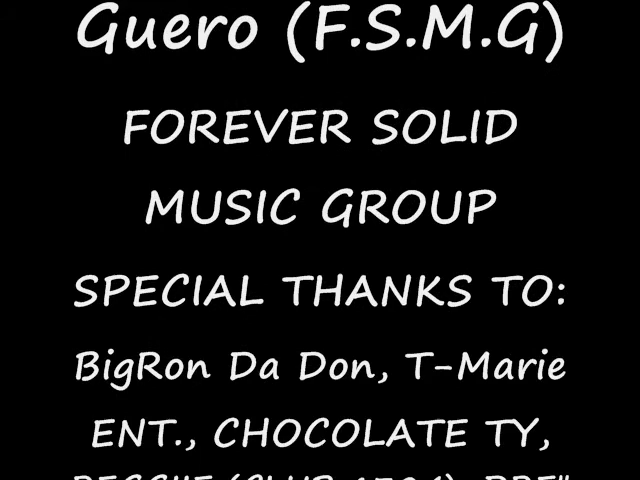 Guero (F.S.M.G)
FOREVER SOLID
MUSIC GROUP
SPECIAL THANKS TO:
BigRon Da Don, T-Marie
ENT., CHOCOLATE TY,